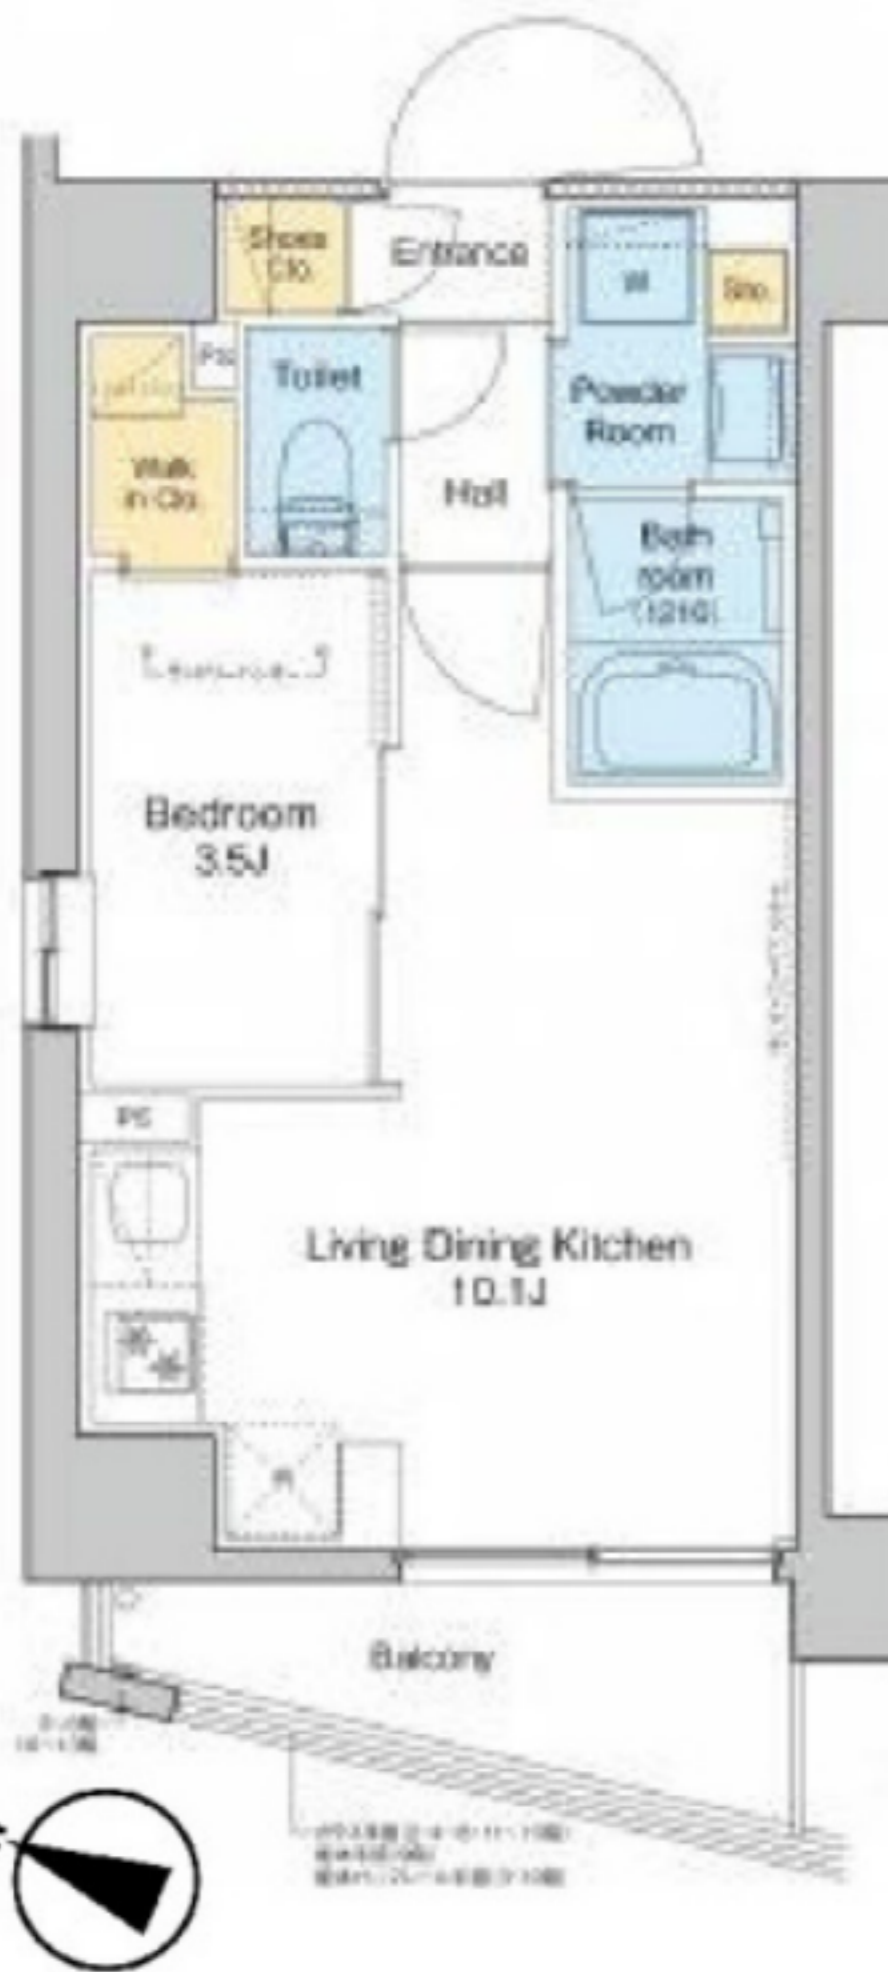 Shoes
Clo.
Entrance
W
Sto.
PS
Toilet
Powder
Room
Walk
in Clo.
Hall
Bath
room
(1216)
Bedroom
3.5J
PS
Living Dining Kitchen
10.1J
R
Balcony